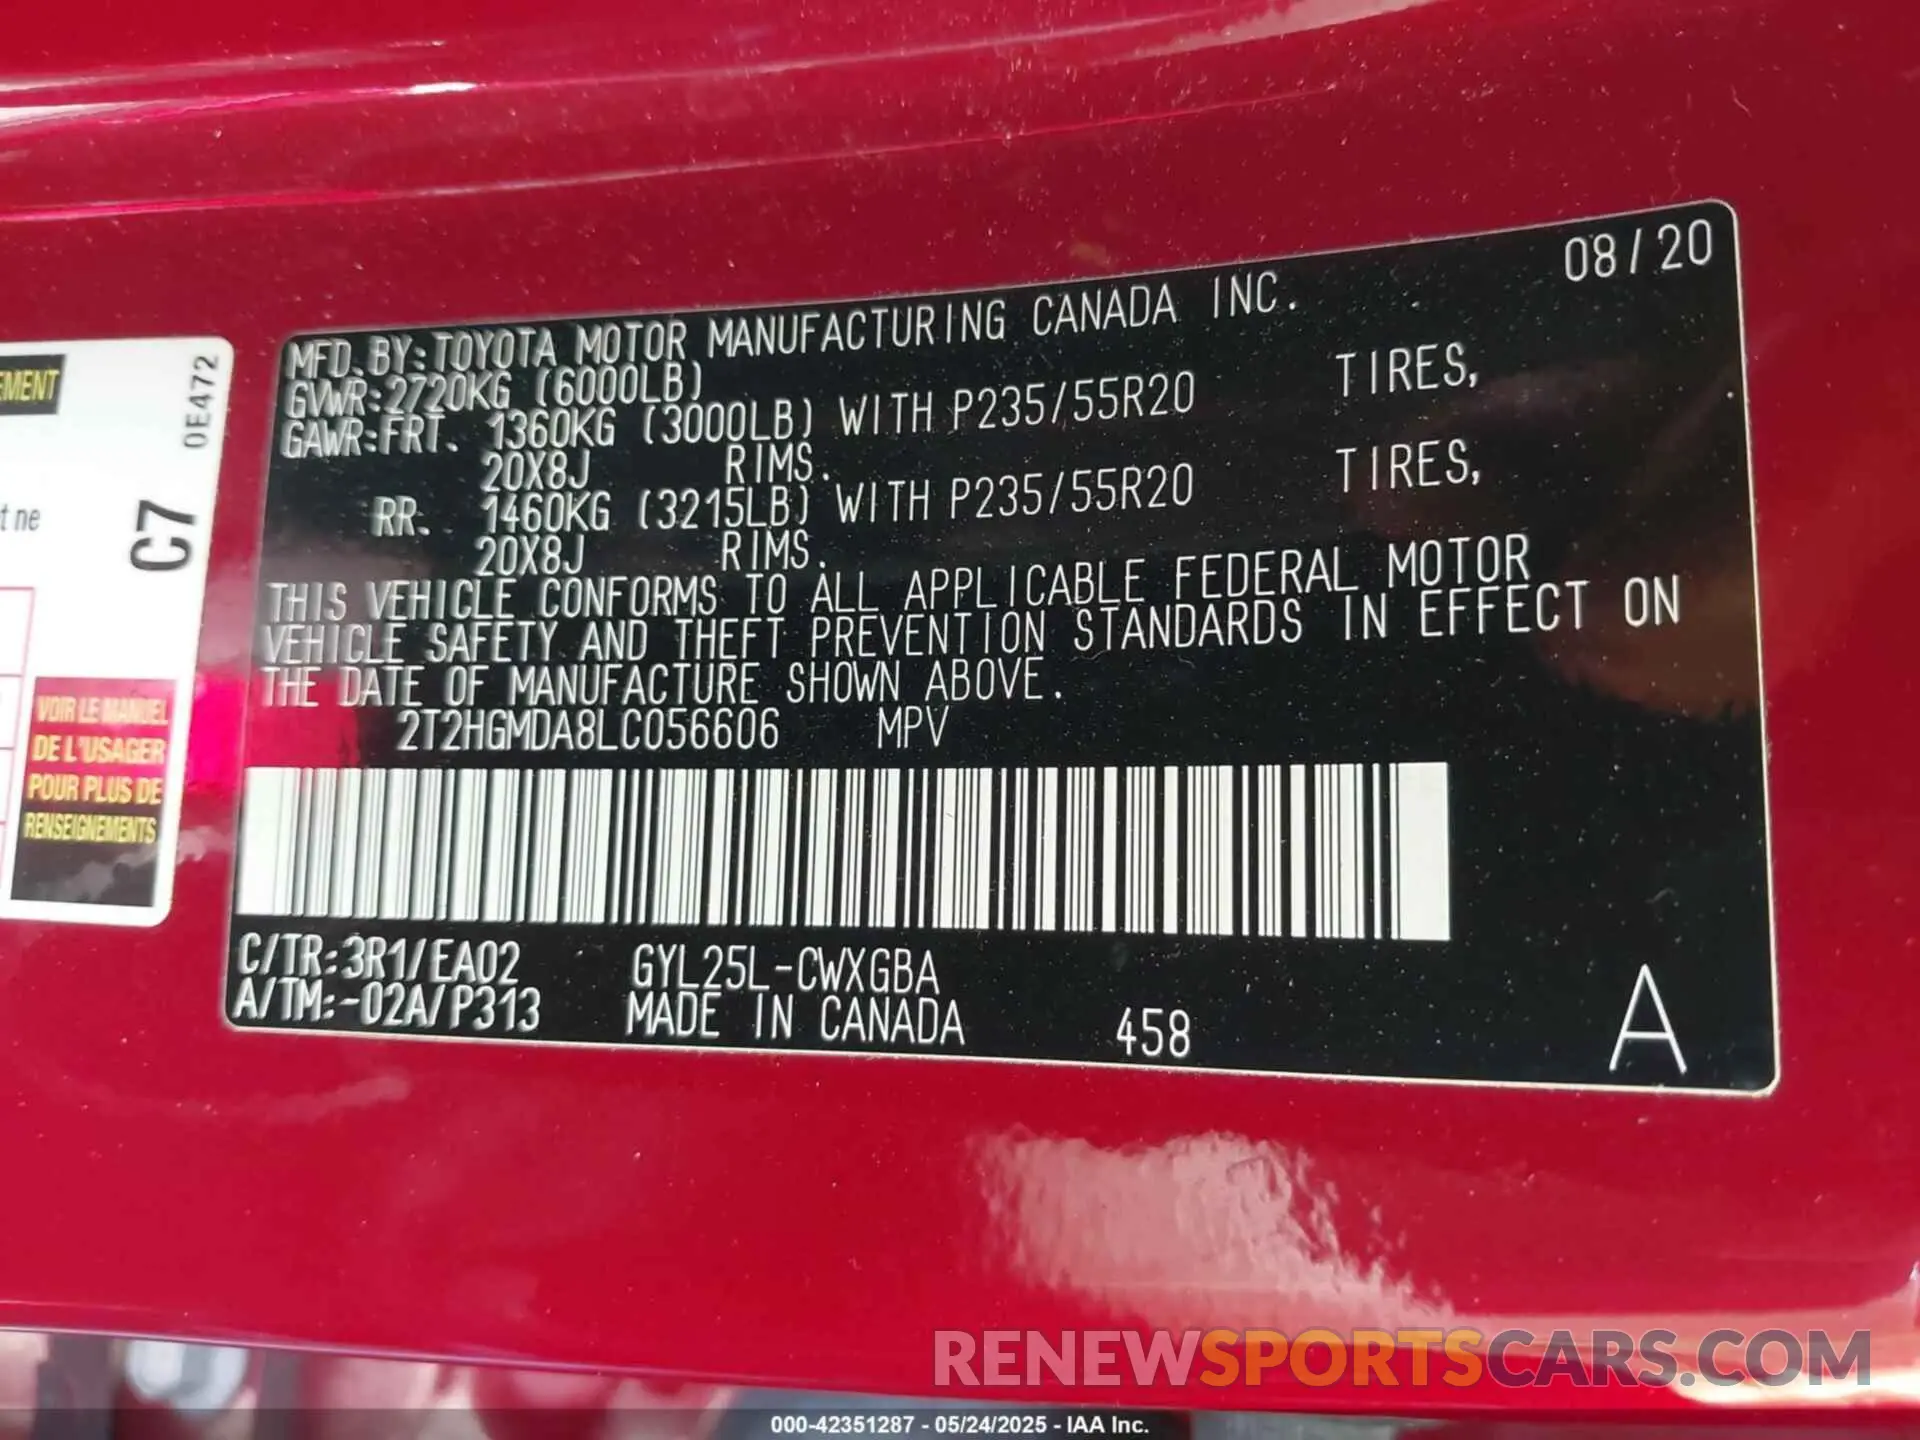 08/20
MFD.BY:TOYOTA MOTOR MANUFACTURING CANADA INC.
GVWR:2720KG (6000LB)
GAWR:FRT. 1360KG (3000LB) WITH P235/55R20 TIRES,
20X8J RIMS.
RR. 1460KG (3215LB) WITH P235/55R20 TIRES,
20X8J RIMS.
THIS VEHICLE CONFORMS TO ALL APPLICABLE FEDERAL MOTOR
VEHICLE SAFETY AND THEFT PREVENTION STANDARDS IN EFFECT ON
THE DATE OF MANUFACTURE SHOWN ABOVE.
2T2HGMDA8LC056606 MPV
C/TR:3R1/EA02 GYL25L-CWXGBA
A/TM:-02A/P313 MADE IN CANADA 458 A
EMENT
0E472
t ne
C7
VOIR LE MANUEL
DE L'USAGER
POUR PLUS DE
RENSEIGNEMENTS
RENEWSPORTSCARS.COM
000-42351287 - 05/24/2025 - IAA Inc.